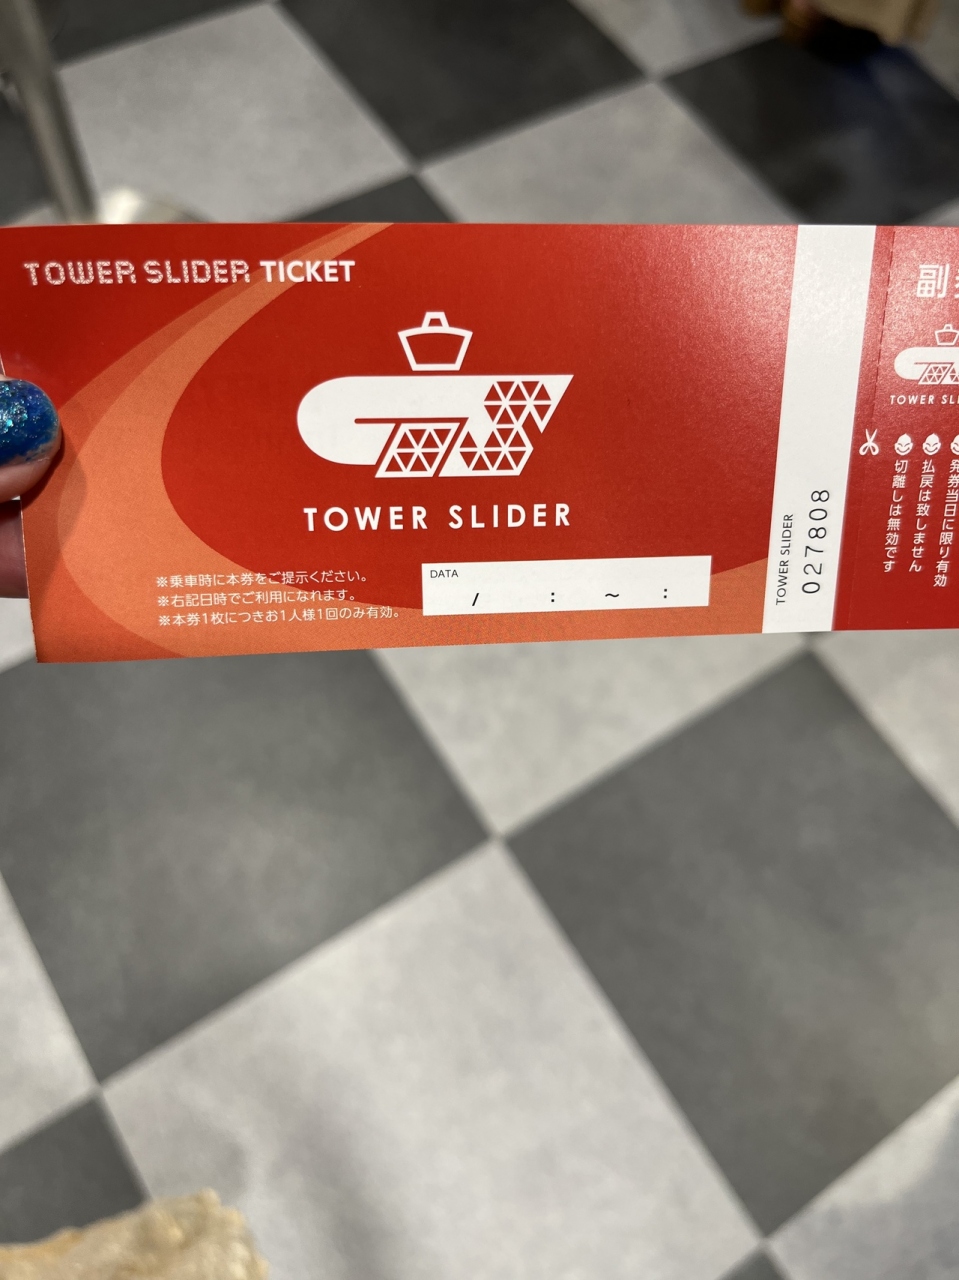 TOWER SLIDER TICKET
TOWER SLIDER
※乗車時に本券をご提示ください。
※右記日時でご利用になれます。
※本券1枚につきお1人様1回のみ有効。
DATA
/ : ～ :
TOWER SLIDER
027808
副
TOWER SLI
発券当日に限り有効
払戻は致しません
切離しは無効です